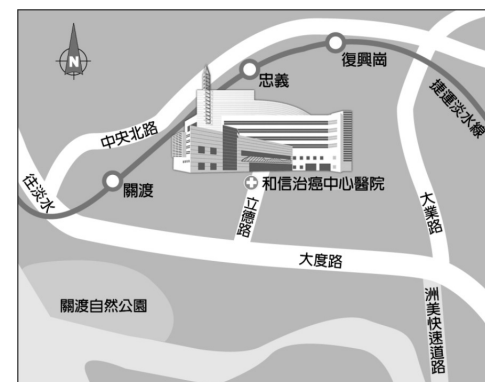 N
復興崗
忠義
捷運淡水線
中央北路
往淡水
關渡
和信治癌中心醫院
立德路
大業路
大度路
關渡自然公園
洲美快速道路